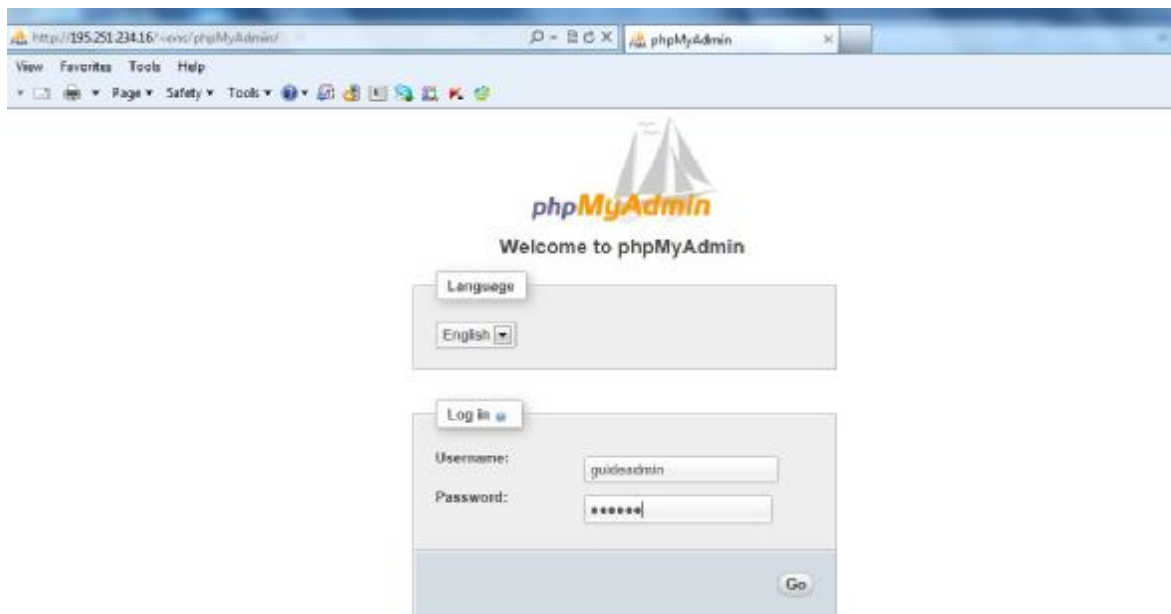 http://195.251.234.16/~ens/phpMyAdmin/
phpMyAdmin
View Favorites Tools Help
Page Safety Tools
phpMyAdmin
Welcome to phpMyAdmin
Language
English
Log in
Username:
guideadmin
Password:
••••••
Go